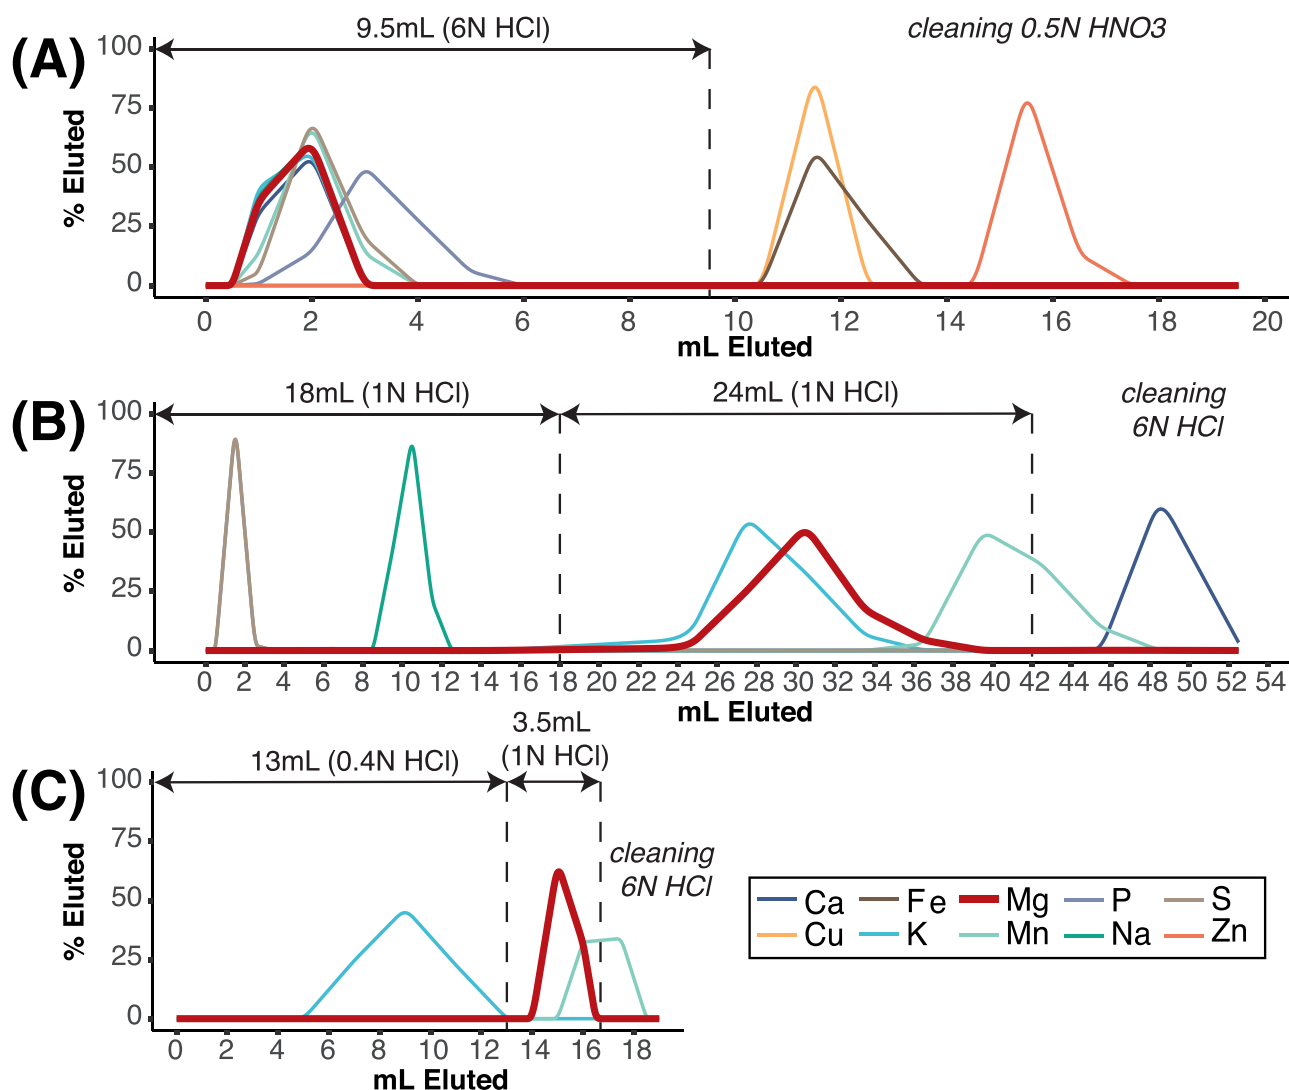 (A)
9.5mL (6N HCl)
cleaning 0.5N HNO3
% Eluted
100
75
50
25
0
0 2 4 6 8 10 12 14 16 18 20
mL Eluted
(B)
18mL (1N HCl)
24mL (1N HCl)
cleaning
6N HCl
% Eluted
100
75
50
25
0
0 2 4 6 8 10 12 14 16 18 20 22 24 26 28 30 32 34 36 38 40 42 44 46 48 50 52 54
mL Eluted
(C)
13mL (0.4N HCl)
3.5mL
(1N HCl)
cleaning
6N HCl
% Eluted
100
75
50
25
0
0 2 4 6 8 10 12 14 16 18
mL Eluted
Ca Fe Mg P S
Cu K Mn Na Zn